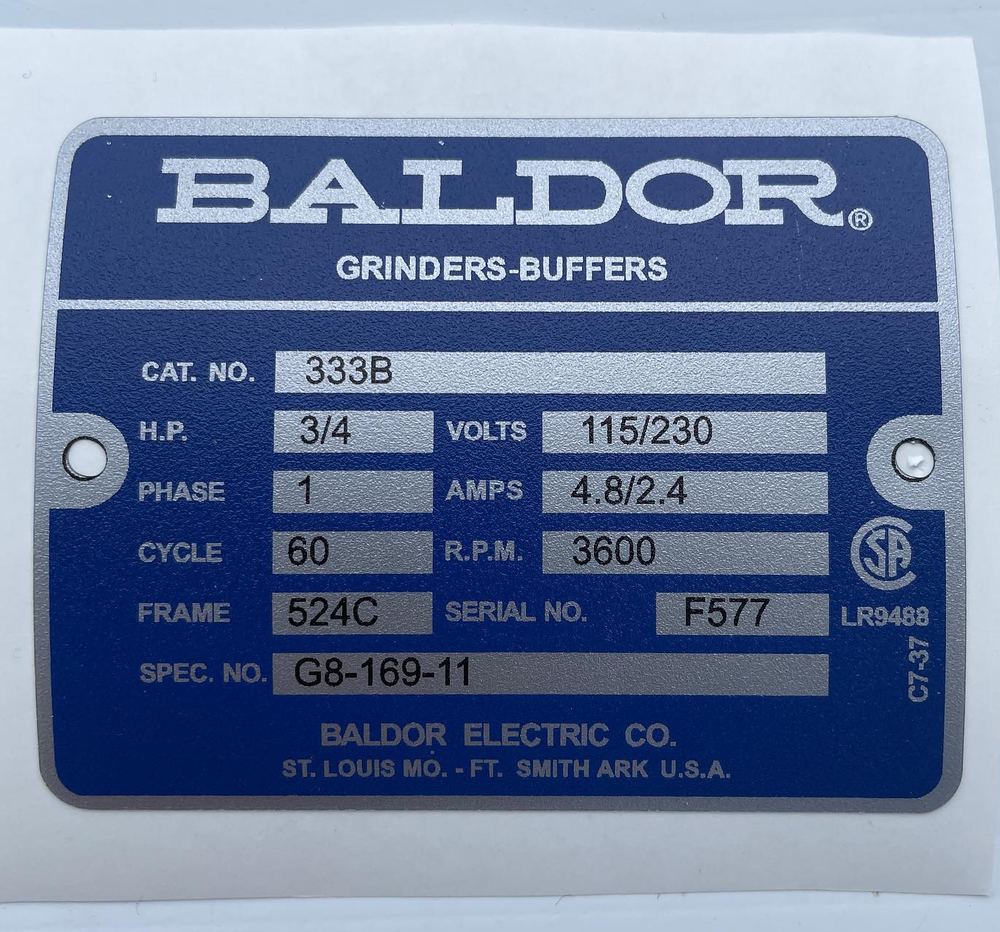 BALDOR®
GRINDERS-BUFFERS
CAT. NO. 333B
H.P. 3/4 VOLTS 115/230
PHASE 1 AMPS 4.8/2.4
CYCLE 60 R.P.M. 3600
SA
FRAME 524C SERIAL NO. F577 LR9488
SPEC. NO. G8-169-11
C7-37
BALDOR ELECTRIC CO.
ST. LOUIS MO. - FT. SMITH ARK U.S.A.